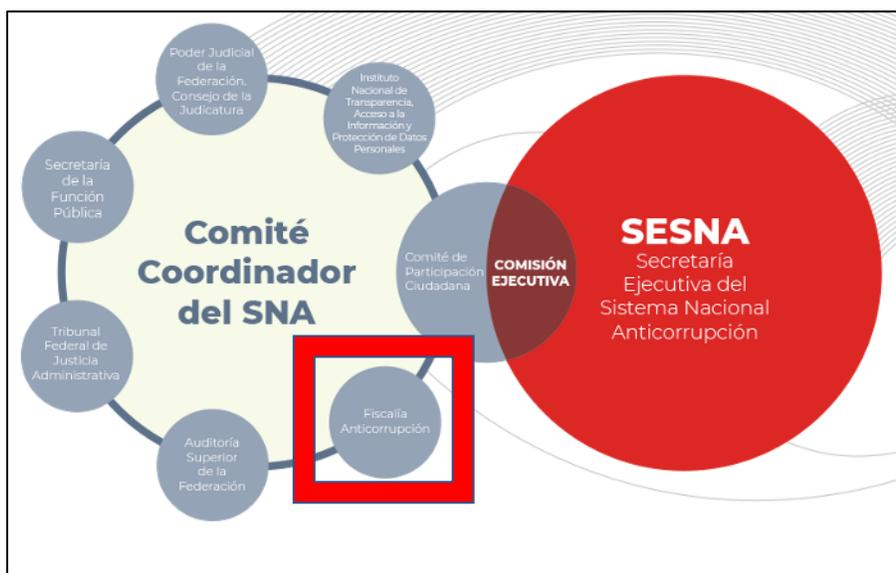 Poder Judicial
de la
Federación.
Consejo de la
Judicatura
Instituto
Nacional de
Transparencia,
Acceso a la
Información y
Protección de Datos
Personales
Secretaría
de la
Función
Pública
Comité
Coordinador
del SNA
Comité de
Participación
Ciudadana
COMISIÓN
EJECUTIVA
SESNA
Secretaría
Ejecutiva del
Sistema Nacional
Anticorrupción
Tribunal
Federal de
Justicia
Administrativa
Fiscalía
Anticorrupción
Auditoría
Superior
de la
Federación